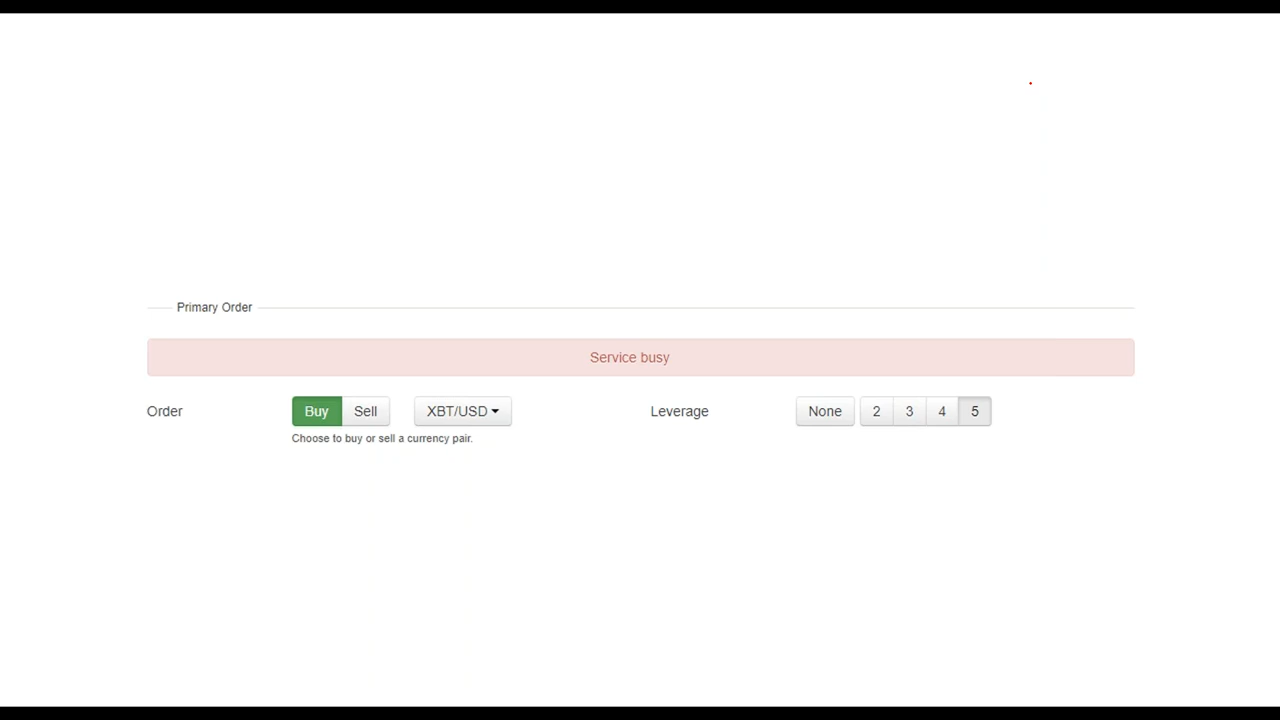 Primary Order
Service busy
Order Buy Sell XBT/USD Leverage None 2 3 4 5
Choose to buy or sell a currency pair.